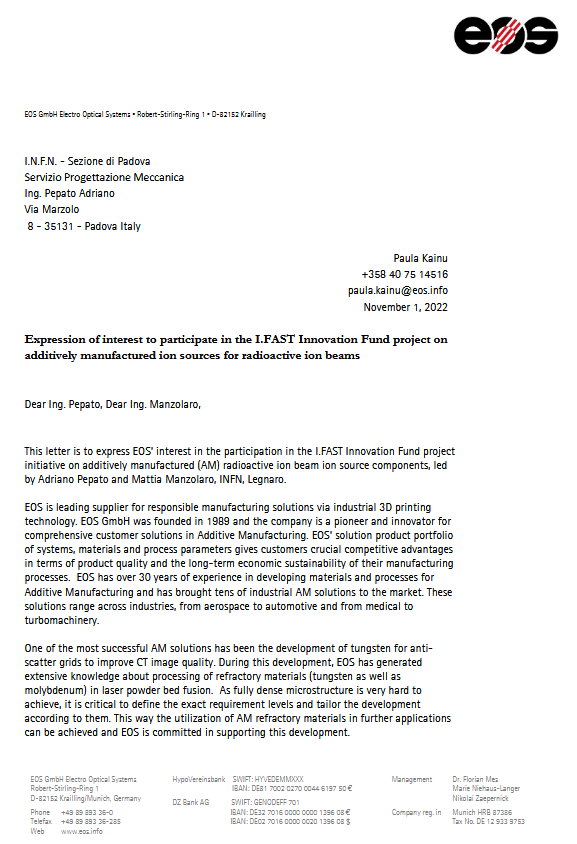 eos
EOS GmbH Electro Optical Systems • Robert-Stirling-Ring 1 • D-82152 Krailling
I.N.F.N. - Sezione di Padova
Servizio Progettazione Meccanica
Ing. Pepato Adriano
Via Marzolo
8 - 35131 - Padova Italy
Paula Kainu
+358 40 75 14516
paula.kainu@eos.info
November 1, 2022
Expression of interest to participate in the I.FAST Innovation Fund project on
additively manufactured ion sources for radioactive ion beams
Dear Ing. Pepato, Dear Ing. Manzolaro,
This letter is to express EOS' interest in the participation in the I.FAST Innovation Fund project
initiative on additively manufactured (AM) radioactive ion beam ion source components, led
by Adriano Pepato and Mattia Manzolaro, INFN, Legnaro.
EOS is leading supplier for responsible manufacturing solutions via industrial 3D printing
technology. EOS GmbH was founded in 1989 and the company is a pioneer and innovator for
comprehensive customer solutions in Additive Manufacturing. EOS' solution product portfolio
of systems, materials and process parameters gives customers crucial competitive advantages
in terms of product quality and the long-term economic sustainability of their manufacturing
processes. EOS has over 30 years of experience in developing materials and processes for
Additive Manufacturing and has brought tens of industrial AM solutions to the market. These
solutions range across industries, from aerospace to automotive and from medical to
turbomachinery.
One of the most successful AM solutions has been the development of tungsten for anti-
scatter grids to improve CT image quality. During this development, EOS has generated
extensive knowledge about processing of refractory materials (tungsten as well as
molybdenum) in laser powder bed fusion. As fully dense microstructure is very hard to
achieve, it is critical to define the exact requirement levels and tailor the development
according to them. This way the utilization of AM refractory materials in further applications
can be achieved and EOS is committed in supporting this development.
EOS GmbH Electro Optical Systems
Robert-Stirling-Ring 1
D-82152 Krailling/Munich, Germany
Phone +49 89 893 36-0
Telefax +49 89 893 36-285
Web www.eos.info
HypoVereinsbank SWIFT: HYVEDEMMXXX
IBAN: DE81 7002 0270 0044 6197 50 €
DZ Bank AG SWIFT: GENODEFF 701
IBAN: DE32 7016 0000 0000 1396 08 €
IBAN: DE02 7016 0000 0020 1396 08 $
Management Dr. Florian Mes
Marie Niehaus-Langer
Nikolai Zaepernick
Company reg. in Munich HRB 87386
Tax No. DE 12 933 9753